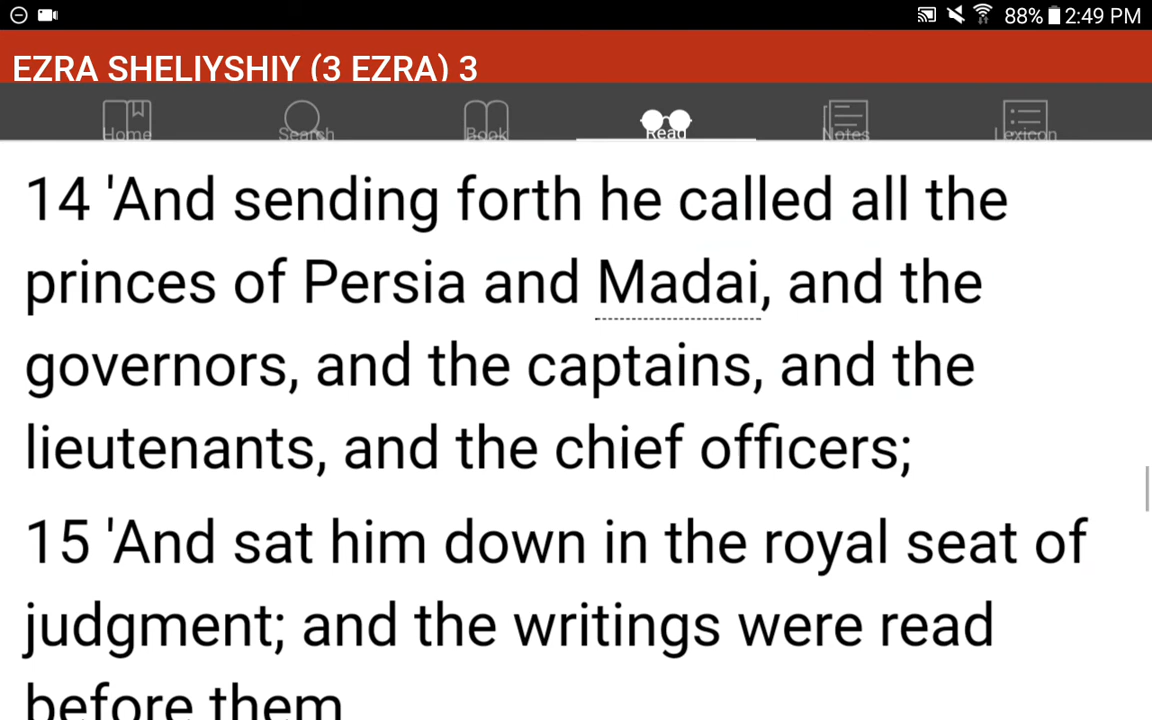 88% 2:49 PM
EZRA SHELIYSHIY (3 EZRA) 3
Home Search Book Read Notes Lexicon
14 'And sending forth he called all the
princes of Persia and Madai, and the
governors, and the captains, and the
lieutenants, and the chief officers;
15 'And sat him down in the royal seat of
judgment; and the writings were read
before them